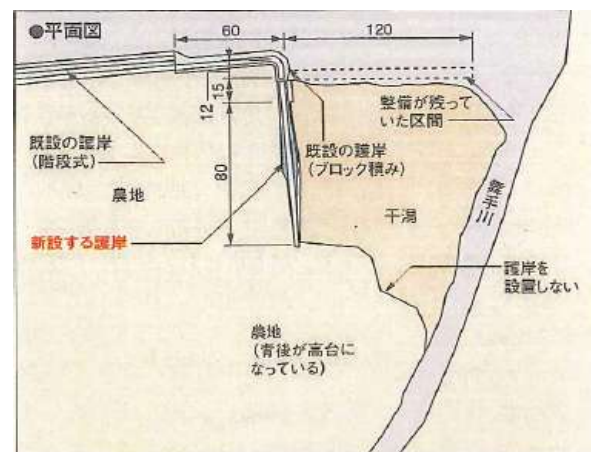 ●平面図
60
120
15
12
80
整備が残って
いた区間
既設の護岸
(階段式)
既設の護岸
(ブロック積み)
農地
干潟
舞手川
新設する護岸
護岸を
設置しない
農地
(背後が高台に
なっている)